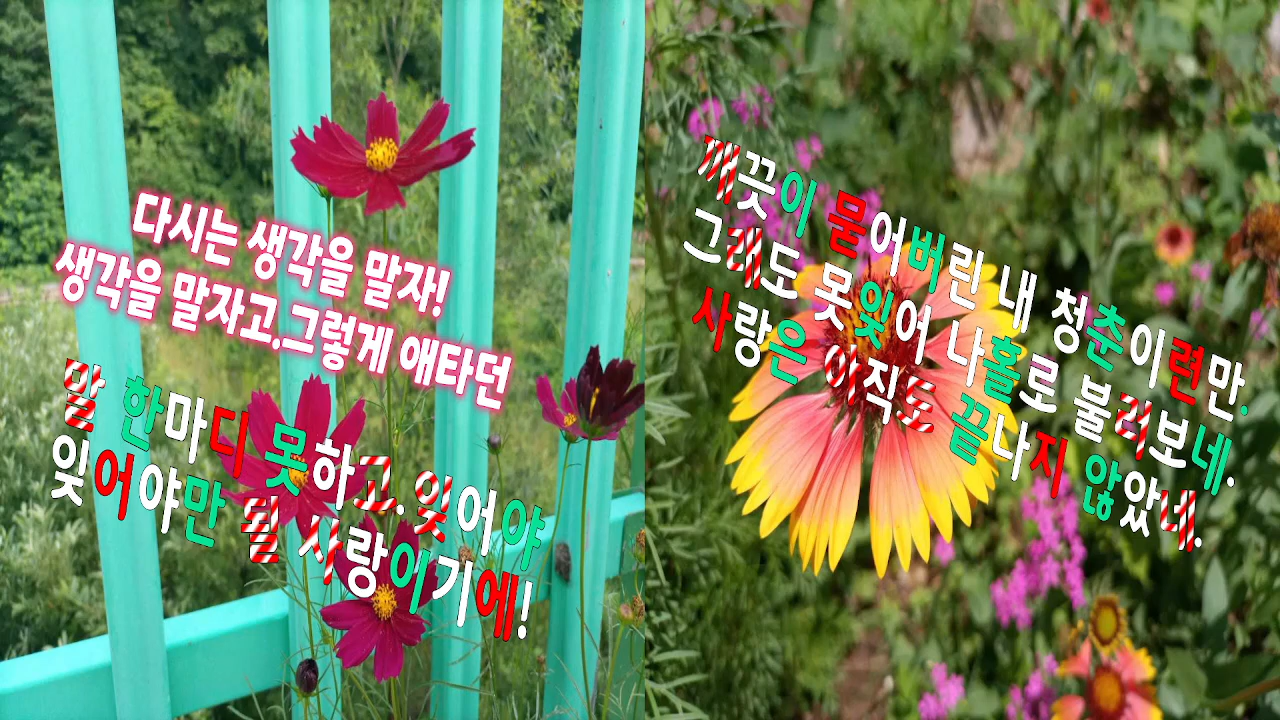 다시는 생각을 말자!
생각을 말자고.그렇게 애타던
말 한마디 못하고.잊어야
잊어야만 될 사랑이기에!
깨끗이 묻어버린 내 청춘이련만.
그래도 못잊어 나홀로 불러보네.
사랑은 아직도 끝나지 않았네.